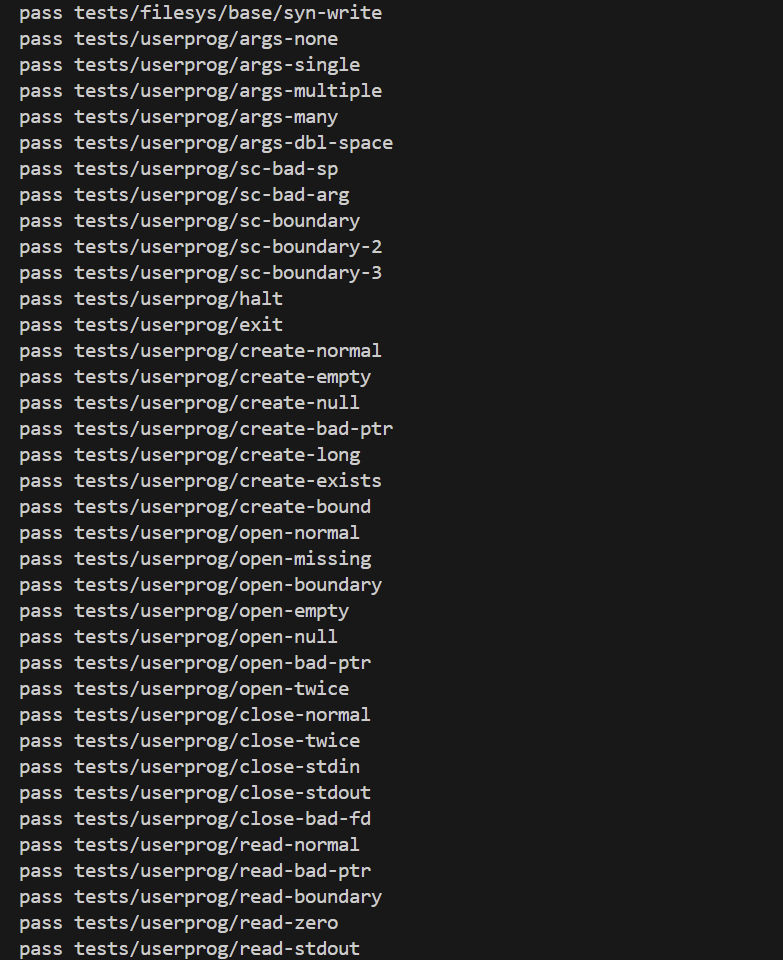 pass tests/filesys/base/syn-write
pass tests/userprog/args-none
pass tests/userprog/args-single
pass tests/userprog/args-multiple
pass tests/userprog/args-many
pass tests/userprog/args-dbl-space
pass tests/userprog/sc-bad-sp
pass tests/userprog/sc-bad-arg
pass tests/userprog/sc-boundary
pass tests/userprog/sc-boundary-2
pass tests/userprog/sc-boundary-3
pass tests/userprog/halt
pass tests/userprog/exit
pass tests/userprog/create-normal
pass tests/userprog/create-empty
pass tests/userprog/create-null
pass tests/userprog/create-bad-ptr
pass tests/userprog/create-long
pass tests/userprog/create-exists
pass tests/userprog/create-bound
pass tests/userprog/open-normal
pass tests/userprog/open-missing
pass tests/userprog/open-boundary
pass tests/userprog/open-empty
pass tests/userprog/open-null
pass tests/userprog/open-bad-ptr
pass tests/userprog/open-twice
pass tests/userprog/close-normal
pass tests/userprog/close-twice
pass tests/userprog/close-stdin
pass tests/userprog/close-stdout
pass tests/userprog/close-bad-fd
pass tests/userprog/read-normal
pass tests/userprog/read-bad-ptr
pass tests/userprog/read-boundary
pass tests/userprog/read-zero
pass tests/userprog/read-stdout